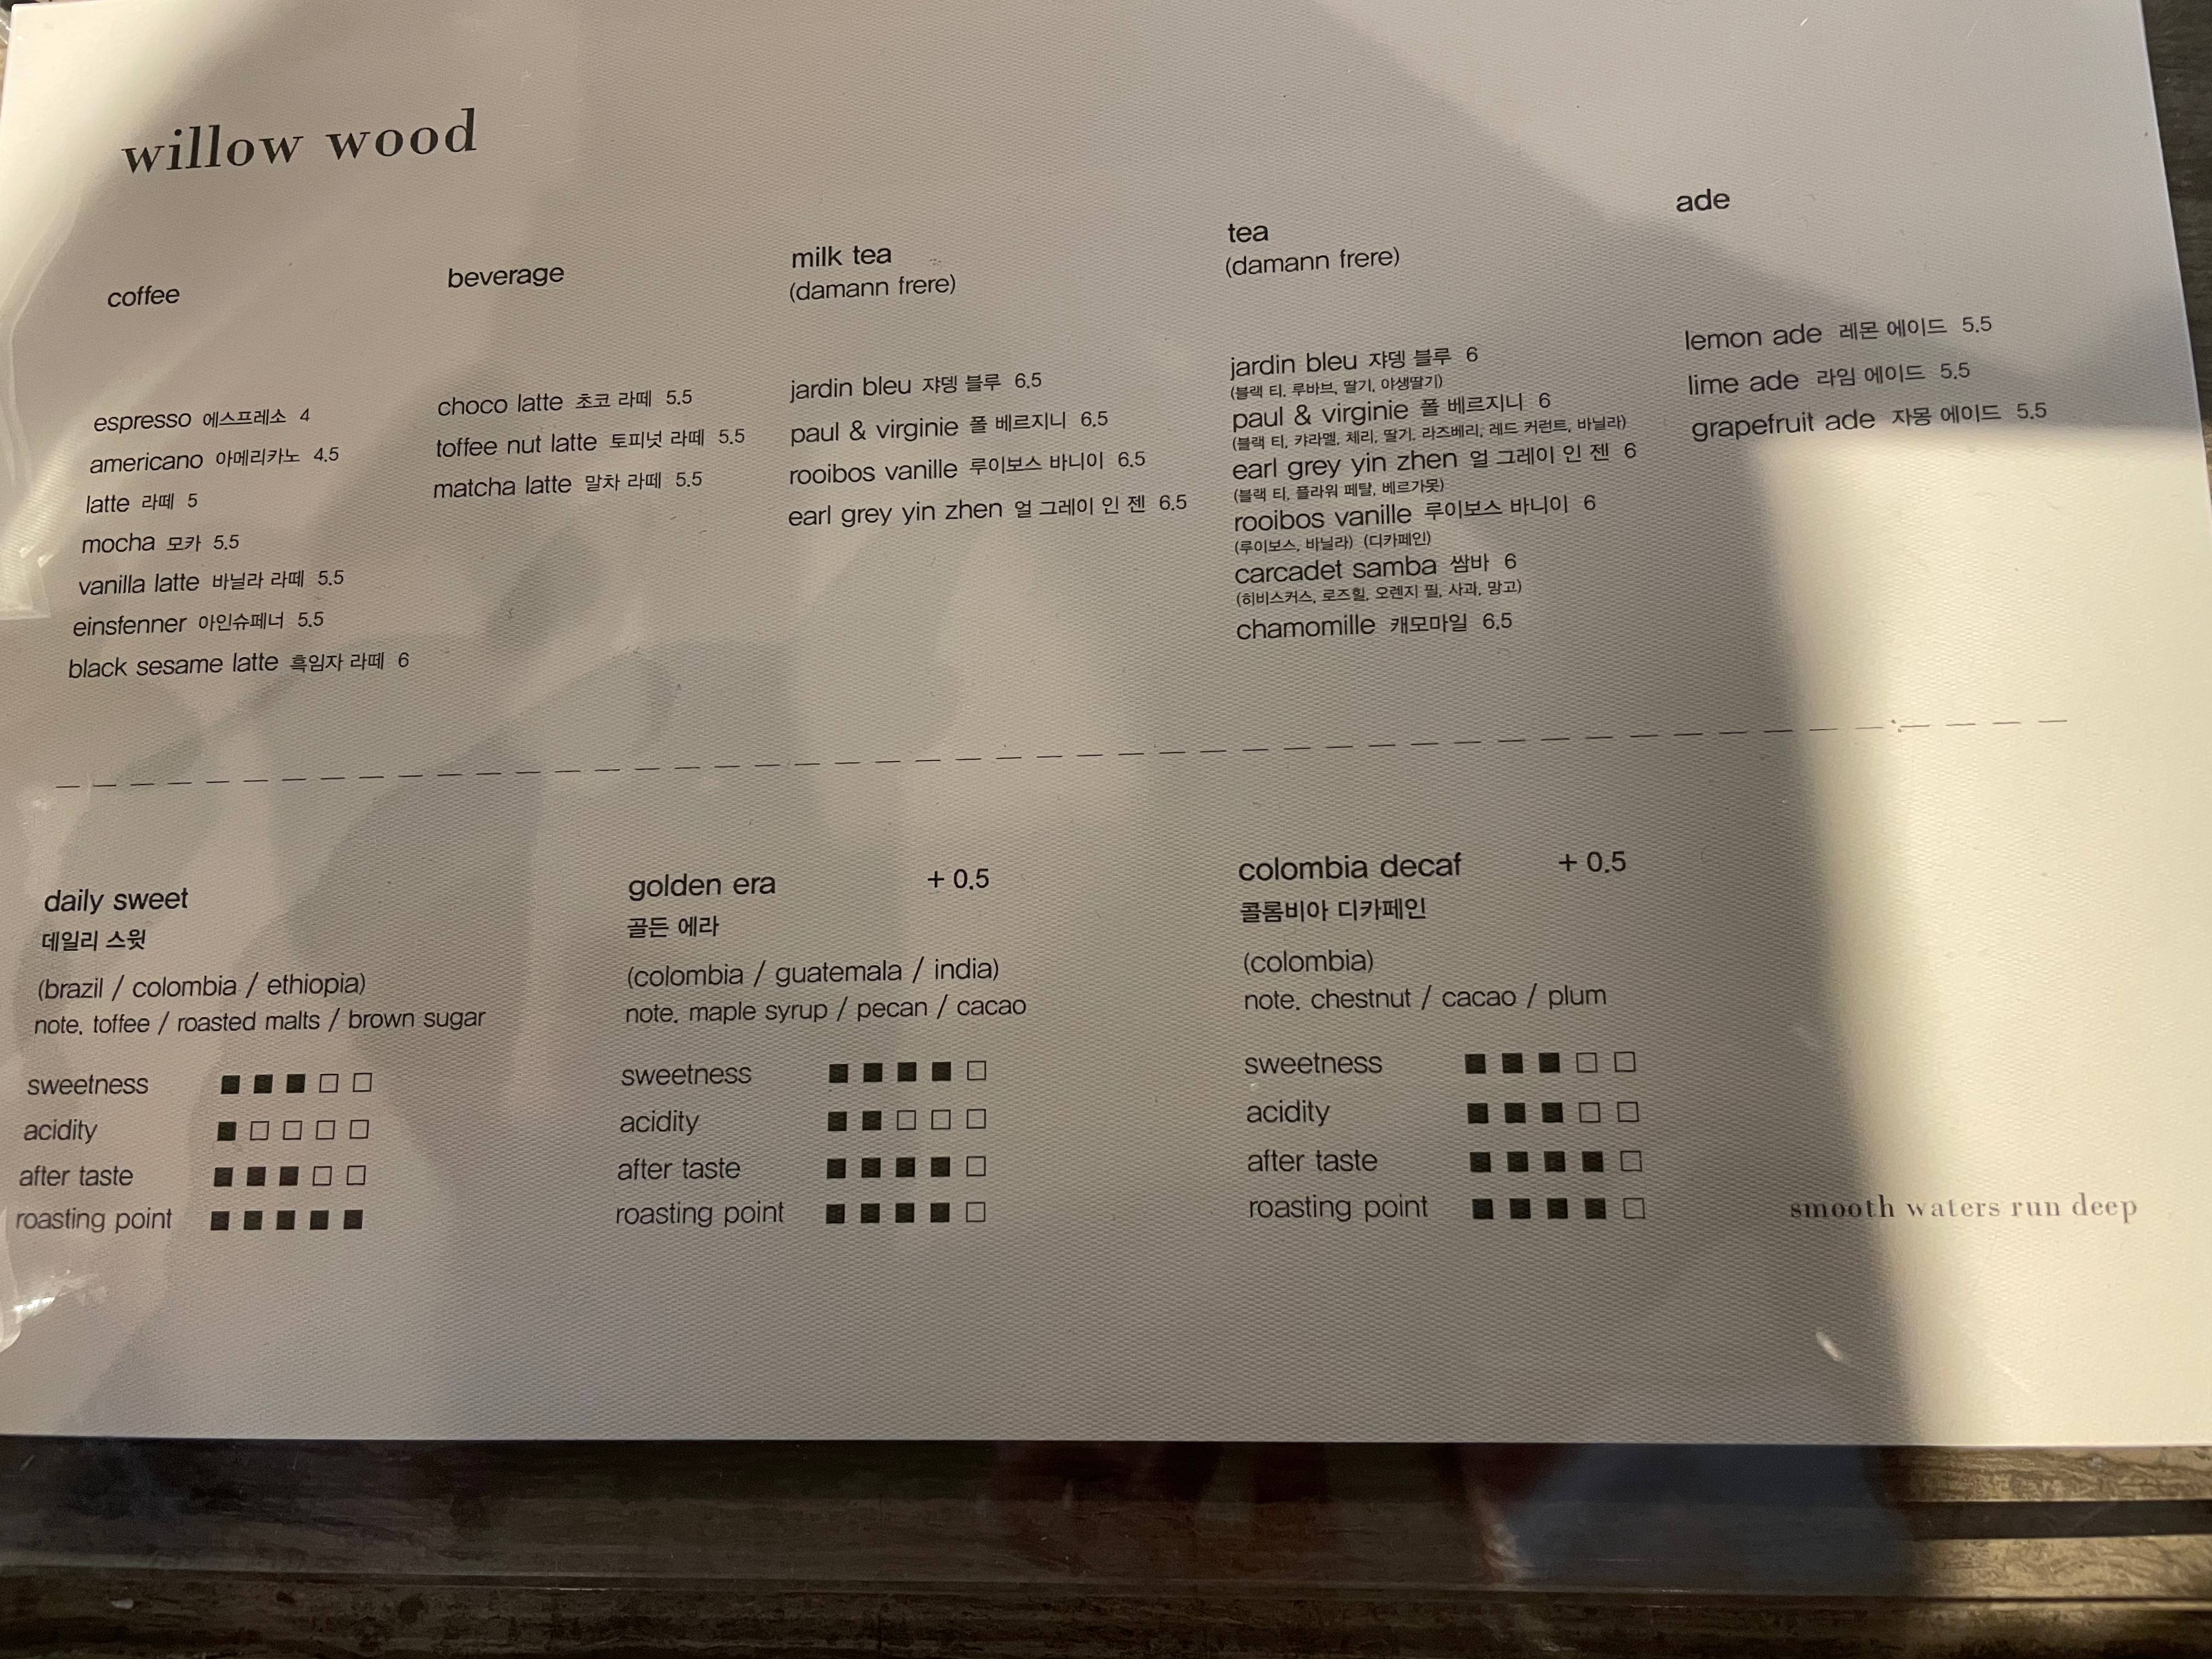 willow wood
coffee
espresso 에스프레소 4
americano 아메리카노 4.5
latte 라떼 5
mocha 모카 5.5
vanilla latte 바닐라 라떼 5.5
einsfenner 아인슈페너 5.5
black sesame latte 흑임자 라떼 6
beverage
choco latte 초코 라떼 5.5
toffee nut latte 토피넛 라떼 5.5
matcha latte 말차 라떼 5.5
milk tea
(damann frere)
jardin bleu 쟈뎅 블루 6.5
paul & virginie 폴 베르지니 6.5
rooibos vanille 루이보스 바니이 6.5
earl grey yin zhen 얼 그레이 인 젠 6.5
tea
(damann frere)
jardin bleu 쟈뎅 블루 6
(블랙 티, 루바브, 딸기, 야생딸기)
paul & virginie 폴 베르지니 6
(블랙 티, 캬라멜, 체리, 딸기, 라즈베리, 레드 커런트, 바닐라)
earl grey yin zhen 얼 그레이 인 젠 6
(블랙 티, 플라워 페탈, 베르가못)
rooibos vanille 루이보스 바니이 6
(루이보스, 바닐라) (디카페인)
carcadet samba 쌈바 6
(히비스커스, 로즈힐, 오렌지 필, 사과, 망고)
chamomille 캐모마일 6.5
ade
lemon ade 레몬 에이드 5.5
lime ade 라임 에이드 5.5
grapefruit ade 자몽 에이드 5.5
daily sweet
데일리 스윗
(brazil / colombia / ethiopia)
note. toffee / roasted malts / brown sugar
sweetness
acidity
after taste
roasting point
golden era + 0.5
골든 에라
(colombia / guatemala / india)
note. maple syrup / pecan / cacao
sweetness
acidity
after taste
roasting point
colombia decaf + 0.5
콜롬비아 디카페인
(colombia)
note. chestnut / cacao / plum
sweetness
acidity
after taste
roasting point
smooth waters run deep